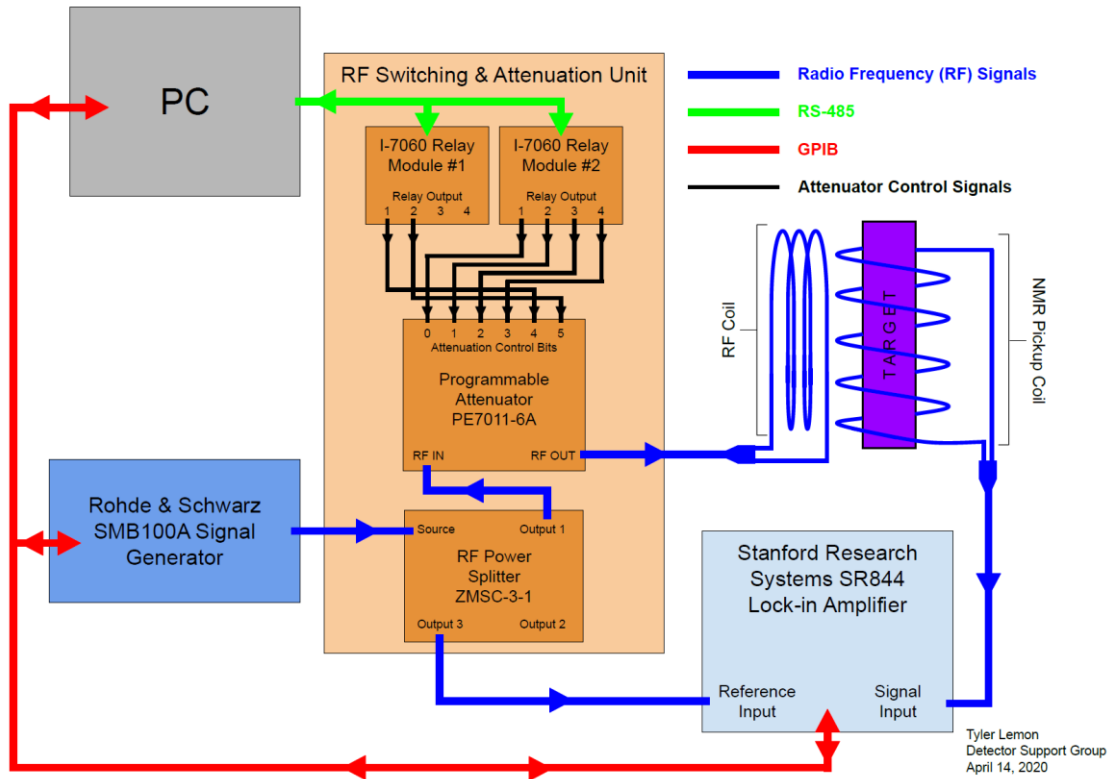 PC
RF Switching & Attenuation Unit
I-7060 Relay
Module #1
Relay Output
1 2 3 4
I-7060 Relay
Module #2
Relay Output
1 2 3 4
0 1 2 3 4 5
Attenuation Control Bits
Programmable
Attenuator
PE7011-6A
RF IN
RF OUT
Radio Frequency (RF) Signals
RS-485
GPIB
Attenuator Control Signals
RF Coil
TARGET
NMR Pickup
Coil
Rohde & Schwarz
SMB100A Signal
Generator
Source
Output 1
RF Power
Splitter
ZMSC-3-1
Output 3
Output 2
Stanford Research
Systems SR844
Lock-in Amplifier
Reference
Input
Signal
Input
Tyler Lemon
Detector Support Group
April 14, 2020